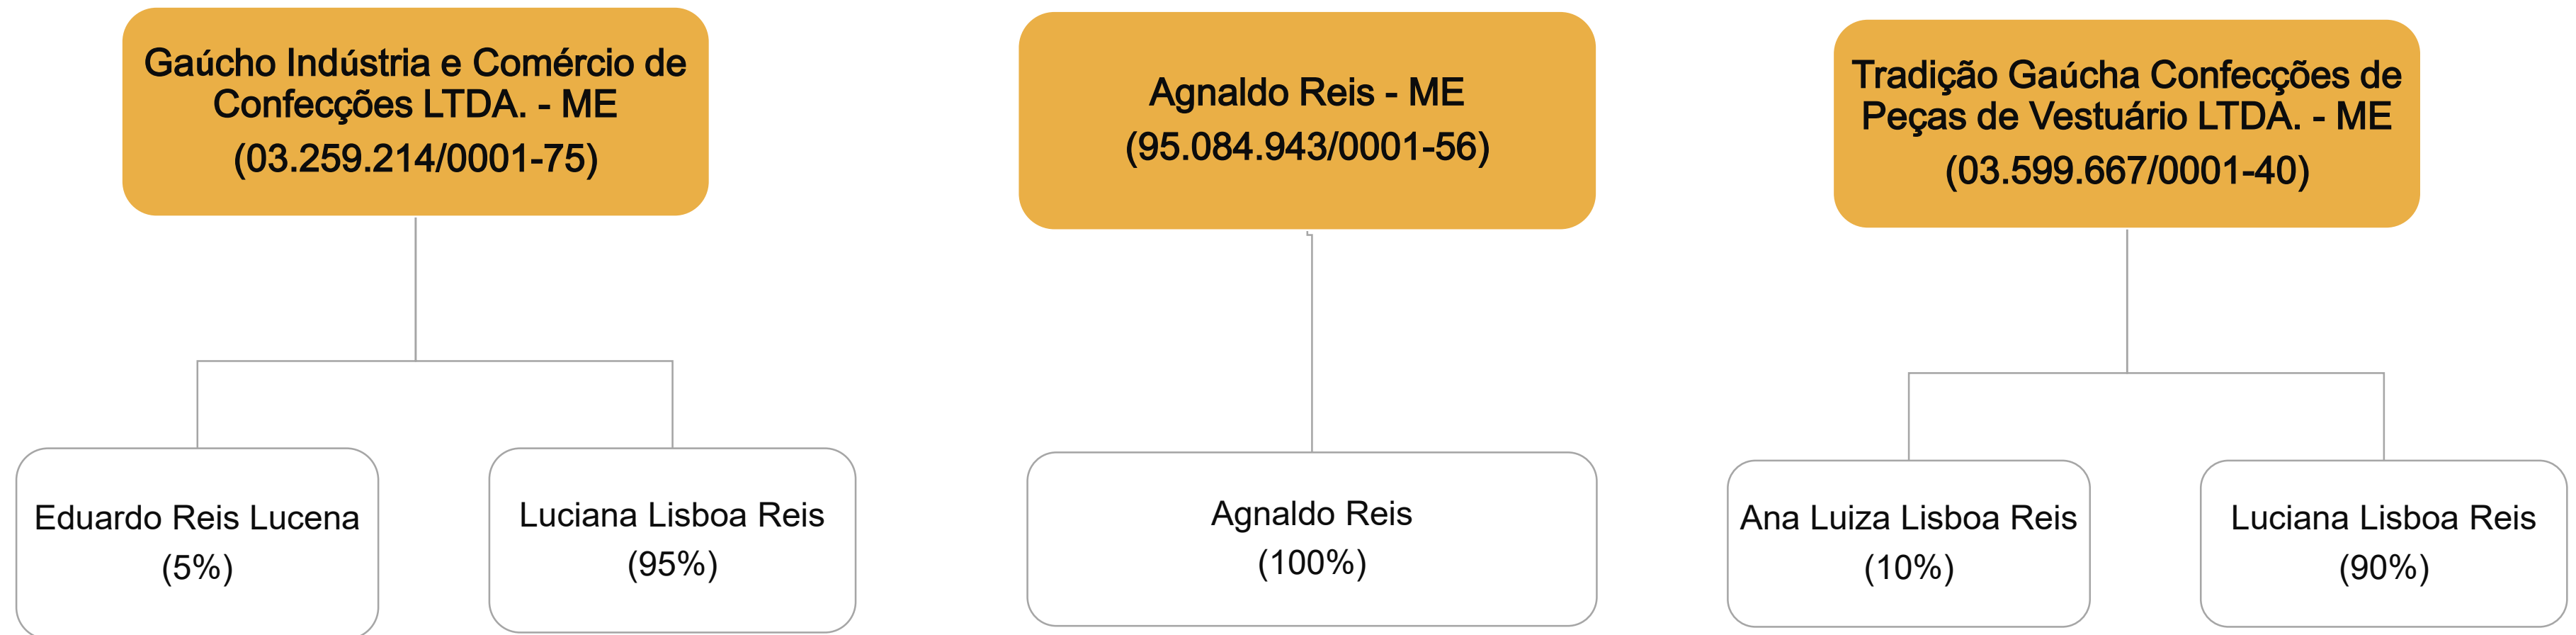 Gaúcho Indústria e Comércio de
Confecções LTDA. - ME
(03.259.214/0001-75)
Eduardo Reis Lucena
(5%)
Luciana Lisboa Reis
(95%)
Agnaldo Reis - ME
(95.084.943/0001-56)
Agnaldo Reis
(100%)
Tradição Gaúcha Confecções de
Peças de Vestuário LTDA. - ME
(03.599.667/0001-40)
Ana Luiza Lisboa Reis
(10%)
Luciana Lisboa Reis
(90%)